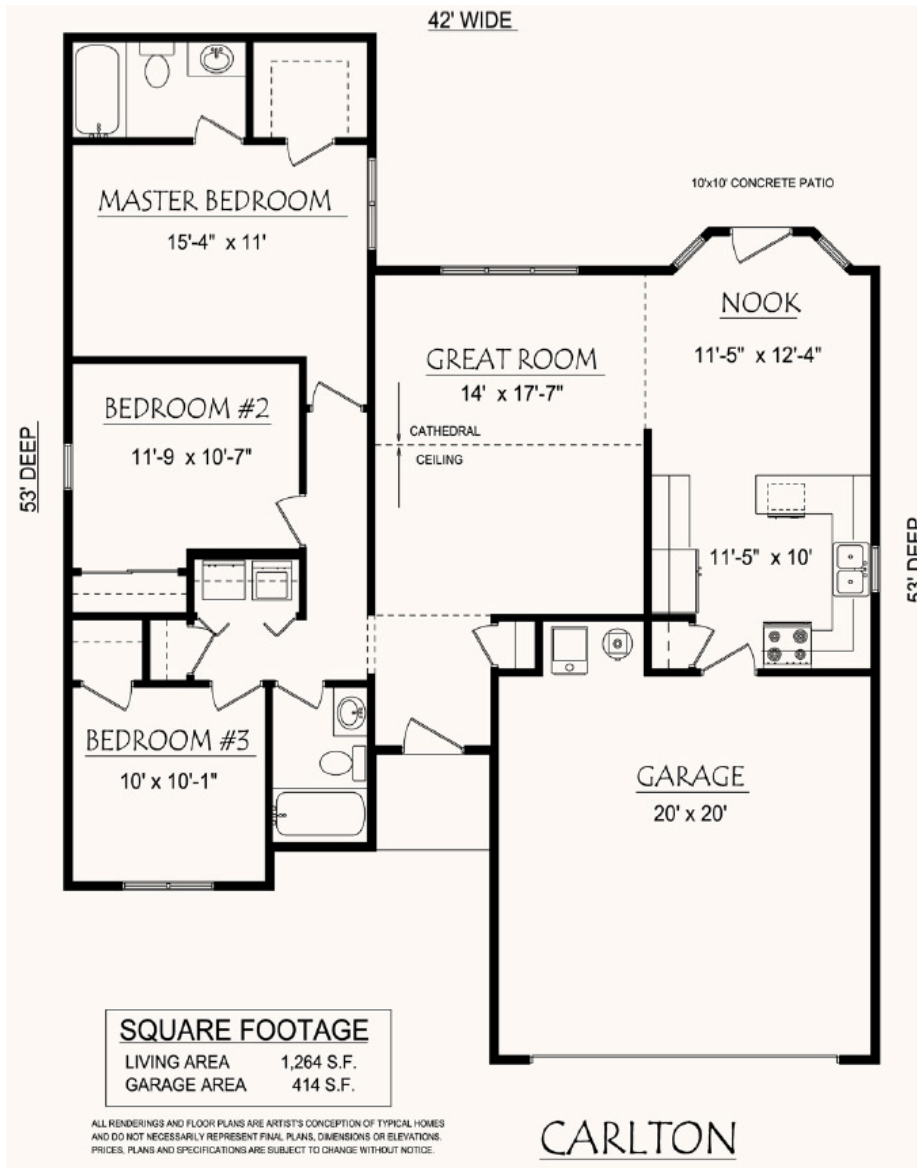 42' WIDE
10'x10' CONCRETE PATIO
MASTER BEDROOM
15'-4" x 11'
NOOK
11'-5" x 12'-4"
GREAT ROOM
14' x 17'-7"
CATHEDRAL
CEILING
BEDROOM #2
11'-9 x 10'-7"
53' DEEP
53' DEEP
11'-5" x 10'
BEDROOM #3
10' x 10'-1"
GARAGE
20' x 20'
SQUARE FOOTAGE
LIVING AREA 1,264 S.F.
GARAGE AREA 414 S.F.
ALL RENDERINGS AND FLOOR PLANS ARE ARTIST'S CONCEPTION OF TYPICAL HOMES
AND DO NOT NECESSARILY REPRESENT FINAL PLANS, DIMENSIONS OR ELEVATIONS.
PRICES, PLANS AND SPECIFICATIONS ARE SUBJECT TO CHANGE WITHOUT NOTICE.
CARLTON